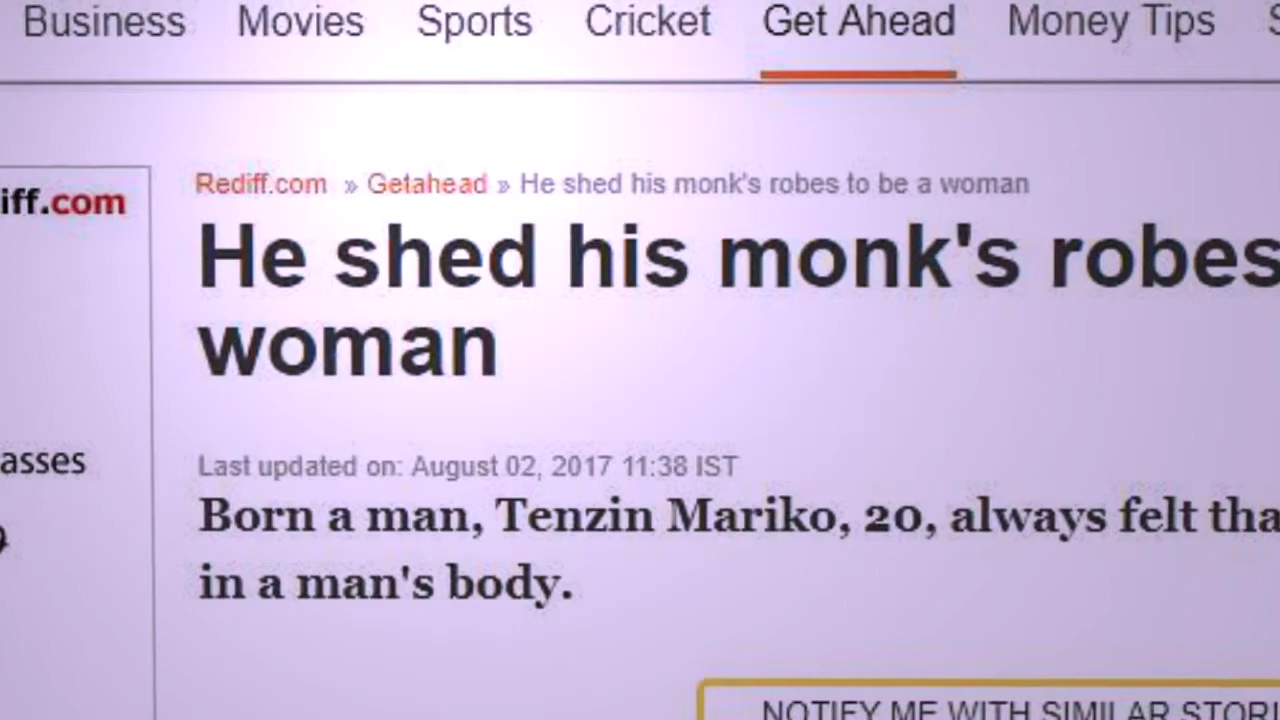 Business Movies Sports Cricket Get Ahead Money Tips
iff.com
Rediff.com » Getahead » He shed his monk's robes to be a woman
He shed his monk's robes
woman
Last updated on: August 02, 2017 11:38 IST
asses
Born a man, Tenzin Mariko, 20, always felt tha
in a man's body.
NOTIFY ME WITH SIMILAR STORI